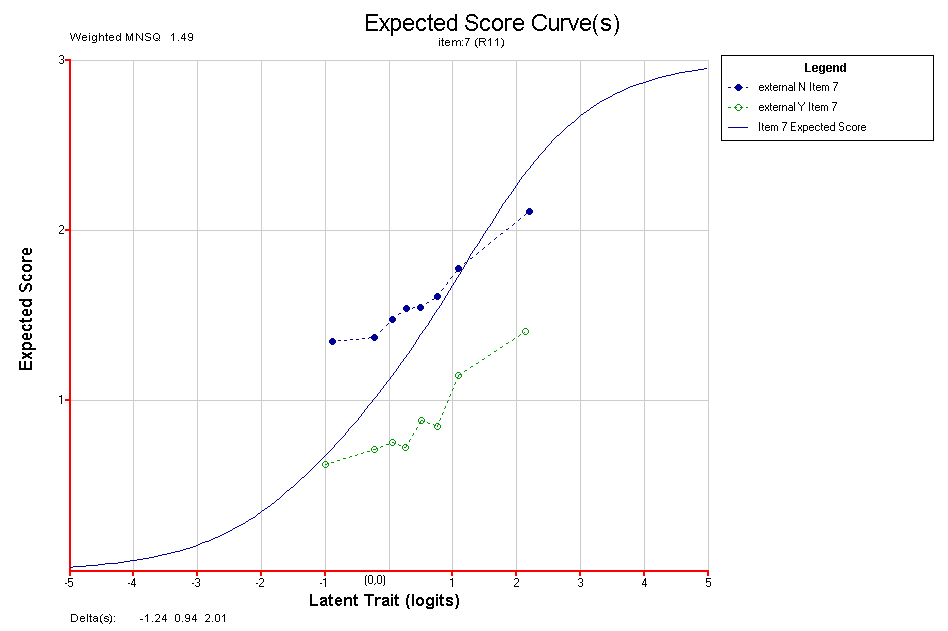 Expected Score Curve(s)
item:7 (R11)
Weighted MNSQ 1.49
Legend
external N Item 7
external Y Item 7
Item 7 Expected Score
Expected Score
3
2
1
-5 -4 -3 -2 -1 (0,0) 1 2 3 4 5
Latent Trait (logits)
Delta(s): -1.24 0.94 2.01